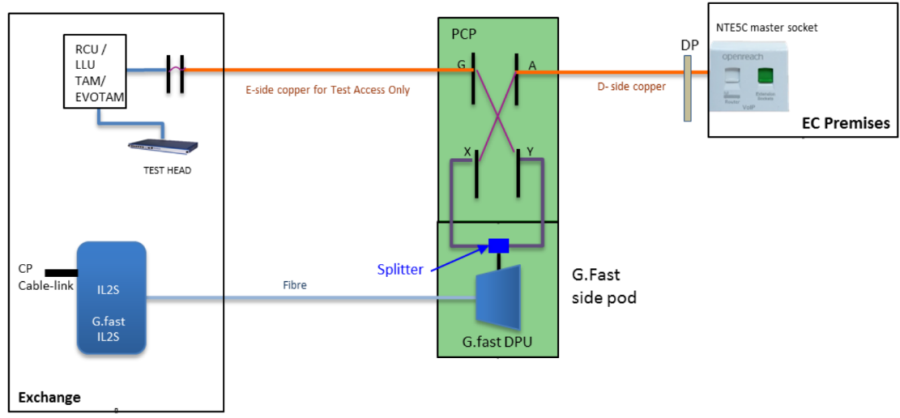 RCU /
LLU
TAM/
EVOTAM
TEST HEAD
E-side copper for Test Access Only
PCP
G
A
X
Y
DP
D- side copper
NTE5C master socket
openreach
EC Premises
CP
Cable-link
IL2S
G.fast
IL2S
Fibre
Splitter
G.Fast
side pod
G.fast DPU
Exchange